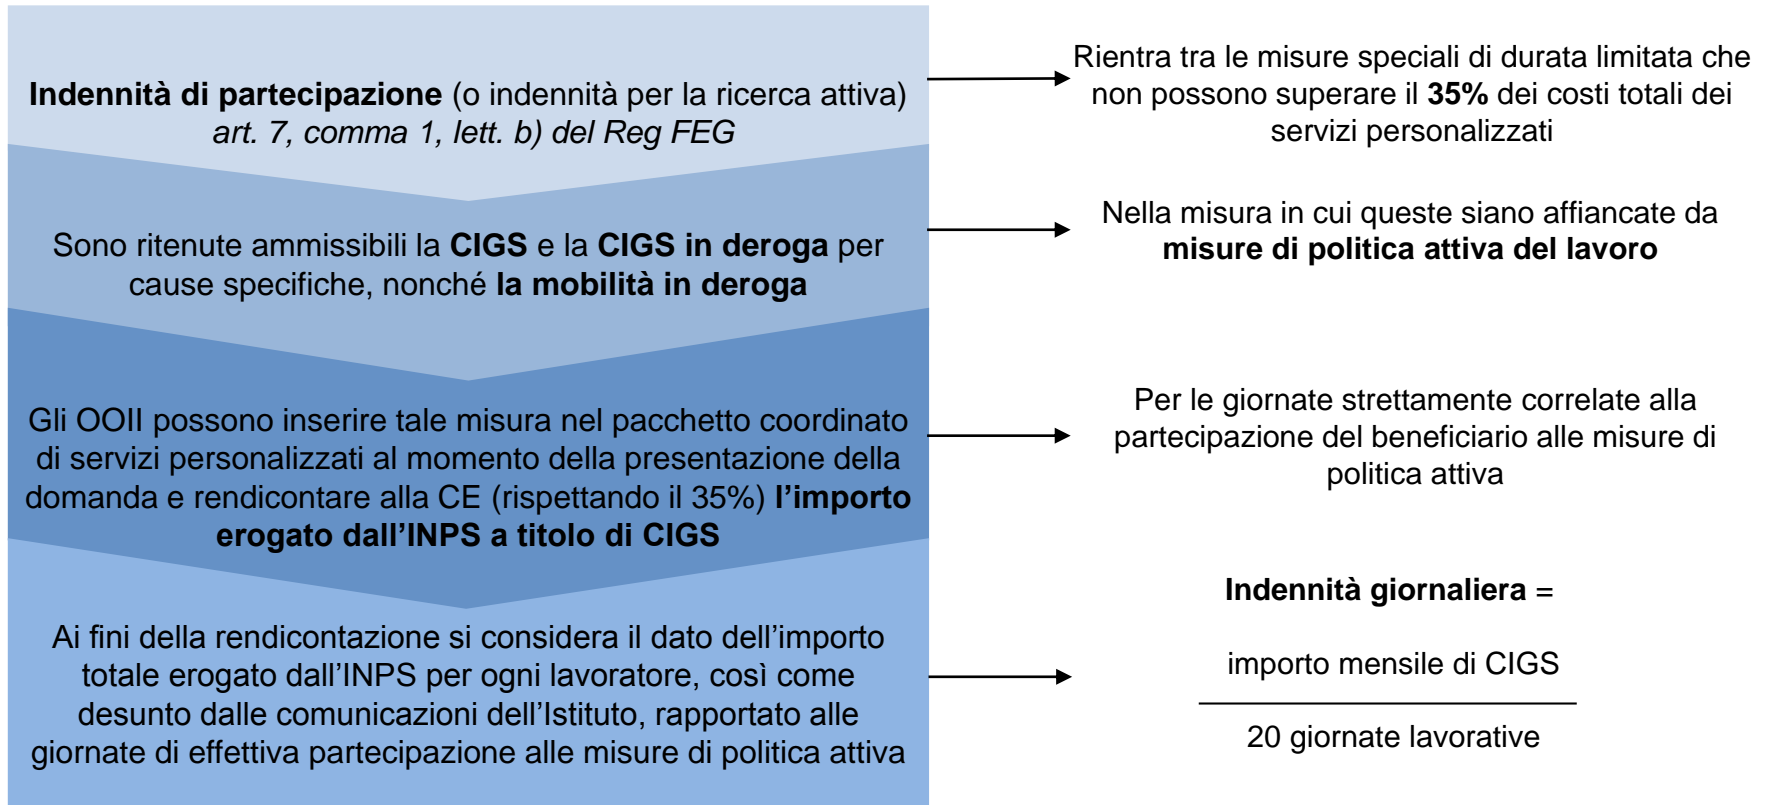 Indennità di partecipazione (o indennità per la ricerca attiva)
art. 7, comma 1, lett. b) del Reg FEG
Rientra tra le misure speciali di durata limitata che
non possono superare il 35% dei costi totali dei
servizi personalizzati
Sono ritenute ammissibili la CIGS e la CIGS in deroga per
cause specifiche, nonché la mobilità in deroga
Nella misura in cui queste siano affiancate da
misure di politica attiva del lavoro
Gli OOII possono inserire tale misura nel pacchetto coordinato
di servizi personalizzati al momento della presentazione della
domanda e rendicontare alla CE (rispettando il 35%) l’importo
erogato dall’INPS a titolo di CIGS
Per le giornate strettamente correlate alla
partecipazione del beneficiario alle misure di
politica attiva
Ai fini della rendicontazione si considera il dato dell’importo
totale erogato dall’INPS per ogni lavoratore, così come
desunto dalle comunicazioni dell’Istituto, rapportato alle
giornate di effettiva partecipazione alle misure di politica attiva
Indennità giornaliera =
importo mensile di CIGS
20 giornate lavorative